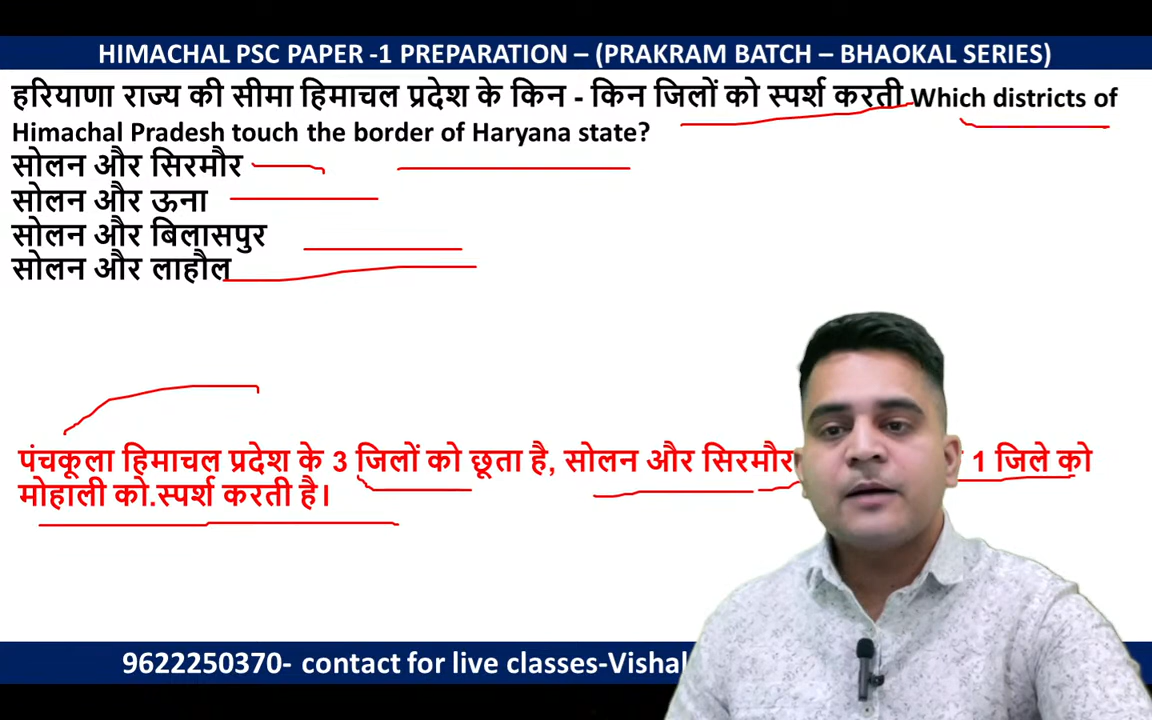 HIMACHAL PSC PAPER -1 PREPARATION – (PRAKRAM BATCH – BHAOKAL SERIES)
हरियाणा राज्य की सीमा हिमाचल प्रदेश के किन - किन जिलों को स्पर्श करती Which districts of
Himachal Pradesh touch the border of Haryana state?
सोलन और सिरमौर
सोलन और ऊना
सोलन और बिलासपुर
सोलन और लाहौल
पंचकूला हिमाचल प्रदेश के 3 जिलों को छूता है, सोलन और सिरमौर 1 जिले को
मोहाली को.स्पर्श करती है।
9622250370- contact for live classes-Vishal